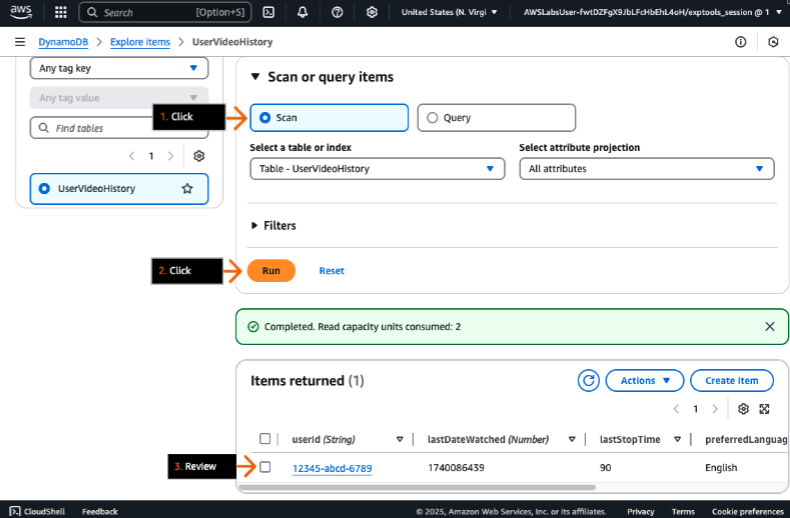 aws
Search [Option+S]
United States (N. Virgi
AWSLabsUser-fwtDZFgX9JbLFcHbEhL4oH/exptools_session @ 1
DynamoDB > Explore items > UserVideoHistory
Any tag key
Any tag value
Find tables
1
UserVideoHistory
Scan or query items
1. Click
Scan
Query
Select a table or index
Select attribute projection
Table - UserVideoHistory
All attributes
Filters
2. Click
Run
Reset
Completed. Read capacity units consumed: 2
Items returned (1)
Actions
Create item
1
userId (String)
lastDateWatched (Number)
lastStopTime
preferredLanguag
3. Review
12345-abcd-6789
1740086439
90
English
CloudShell
Feedback
© 2025, Amazon Web Services, Inc. or its affiliates.
Privacy
Terms
Cookie preferences